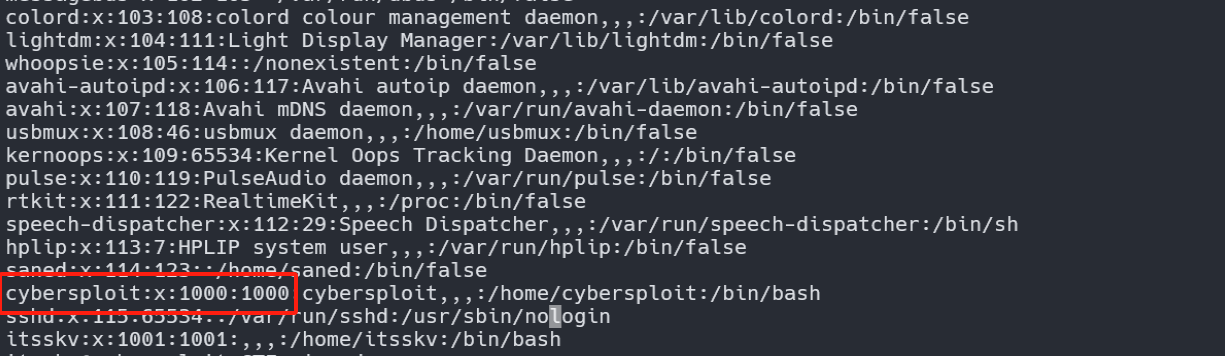 colord:x:103:108:colord colour management daemon,,,:/var/lib/colord:/bin/false
lightdm:x:104:111:Light Display Manager:/var/lib/lightdm:/bin/false
whoopsie:x:105:114::/nonexistent:/bin/false
avahi-autoipd:x:106:117:Avahi autoip daemon,,,:/var/lib/avahi-autoipd:/bin/false
avahi:x:107:118:Avahi mDNS daemon,,,:/var/run/avahi-daemon:/bin/false
usbmux:x:108:46:usbmux daemon,,,:/home/usbmux:/bin/false
kernoops:x:109:65534:Kernel Oops Tracking Daemon,,,:/:/bin/false
pulse:x:110:119:PulseAudio daemon,,,:/var/run/pulse:/bin/false
rtkit:x:111:122:RealtimeKit,,,:/proc:/bin/false
speech-dispatcher:x:112:29:Speech Dispatcher,,,:/var/run/speech-dispatcher:/bin/sh
hplip:x:113:7:HPLIP system user,,,:/var/run/hplip:/bin/false
saned:x:114:123::/home/saned:/bin/false
cybersploit:x:1000:1000:cybersploit,,,:/home/cybersploit:/bin/bash
sshd:x:115:65534::/var/run/sshd:/usr/sbin/nologin
itsskv:x:1001:1001:,,,:/home/itsskv:/bin/bash